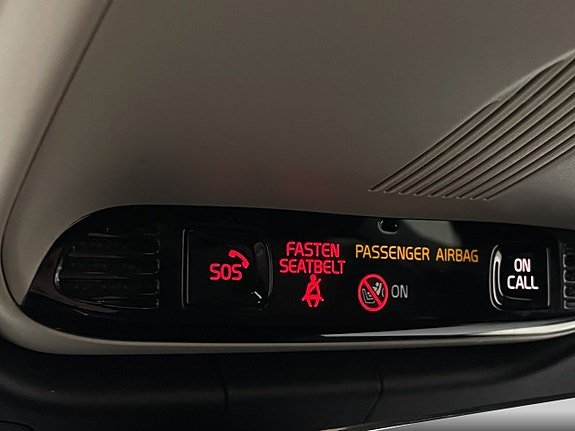 SOS
FASTEN
SEATBELT
PASSENGER AIRBAG
ON
ON
CALL